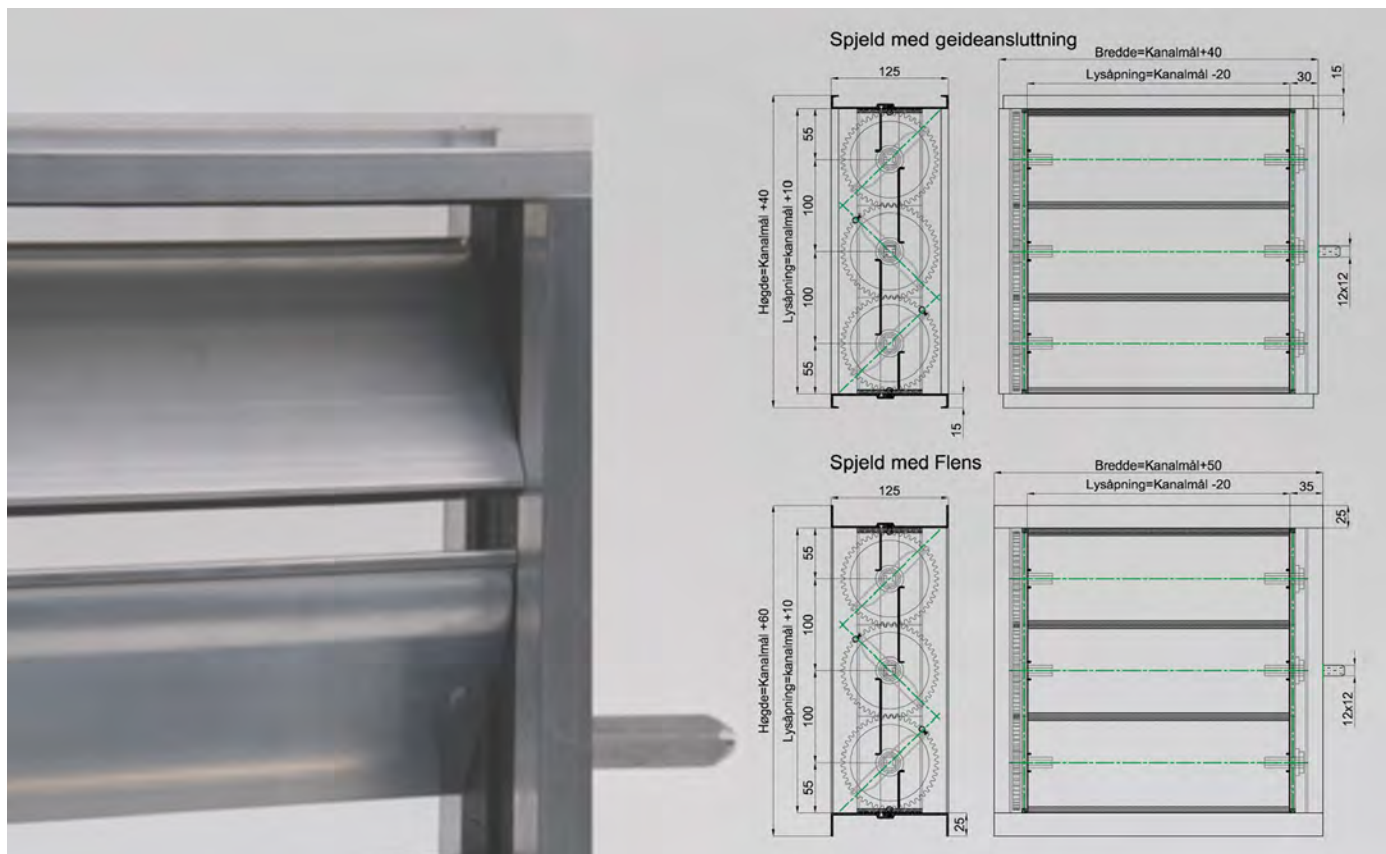 Spjeld med geideansluttning
Bredde=Kanalmål+40
125
Lysåpning=Kanalmål -20
30
15
Høgde=Kanalmål +40
Lysåpning=kanalmål +10
55
100
100
55
12x12
15
Spjeld med Flens
Bredde=Kanalmål+50
125
Lysåpning=Kanalmål -20
35
25
Høgde=Kanalmål +60
Lysåpning=kanalmål +10
55
100
100
55
12x12
25